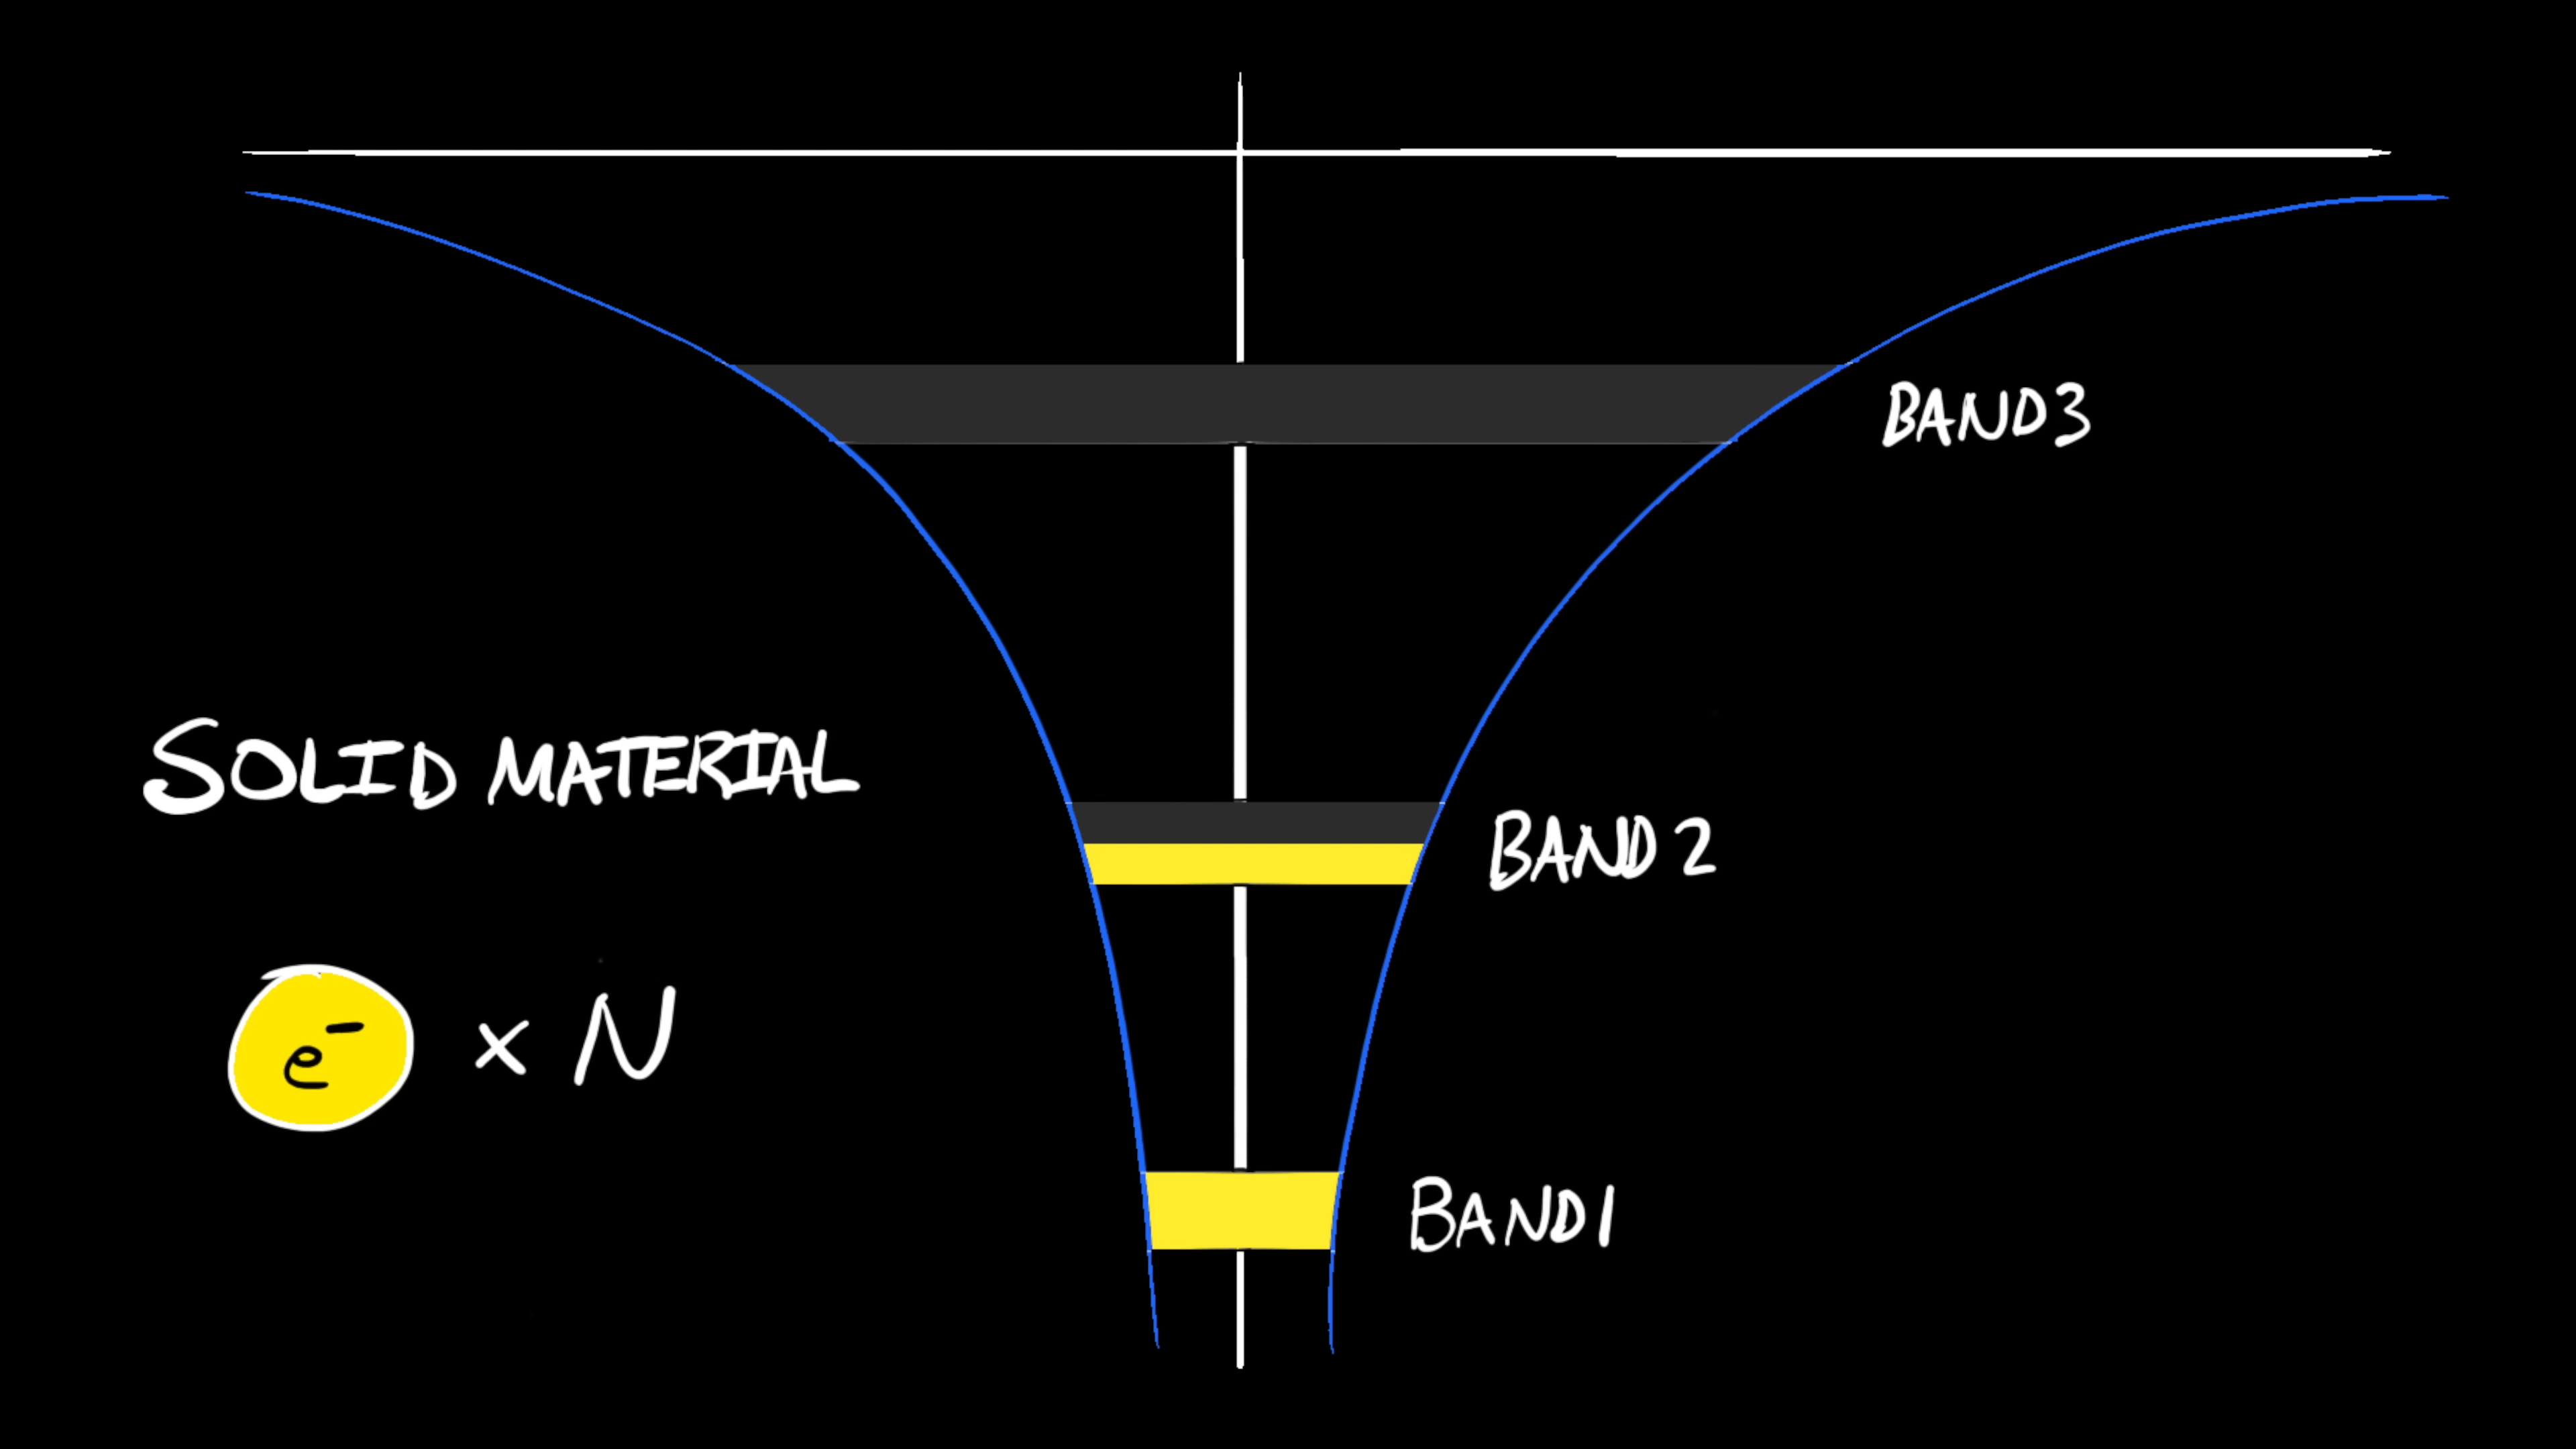 BAND3
SOLID MATERIAL
BAND 2
e⁻ × N
BAND1